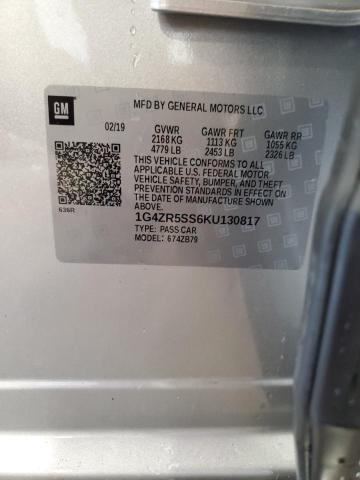 GM
MFD BY GENERAL MOTORS LLC
02/19 GVWR GAWR FRT GAWR RR
2168 KG 1113 KG 1055 KG
4779 LB 2453 LB 2326 LB
THIS VEHICLE CONFORMS TO ALL
APPLICABLE U.S. FEDERAL MOTOR
VEHICLE SAFETY, BUMPER, AND THEFT
PREVENTION STANDARDS IN EFFECT ON
THE DATE OF MANUFACTURE SHOWN
ABOVE.
636R
1G4ZR5SS6KU130817
TYPE: PASS CAR
MODEL: 674ZB79